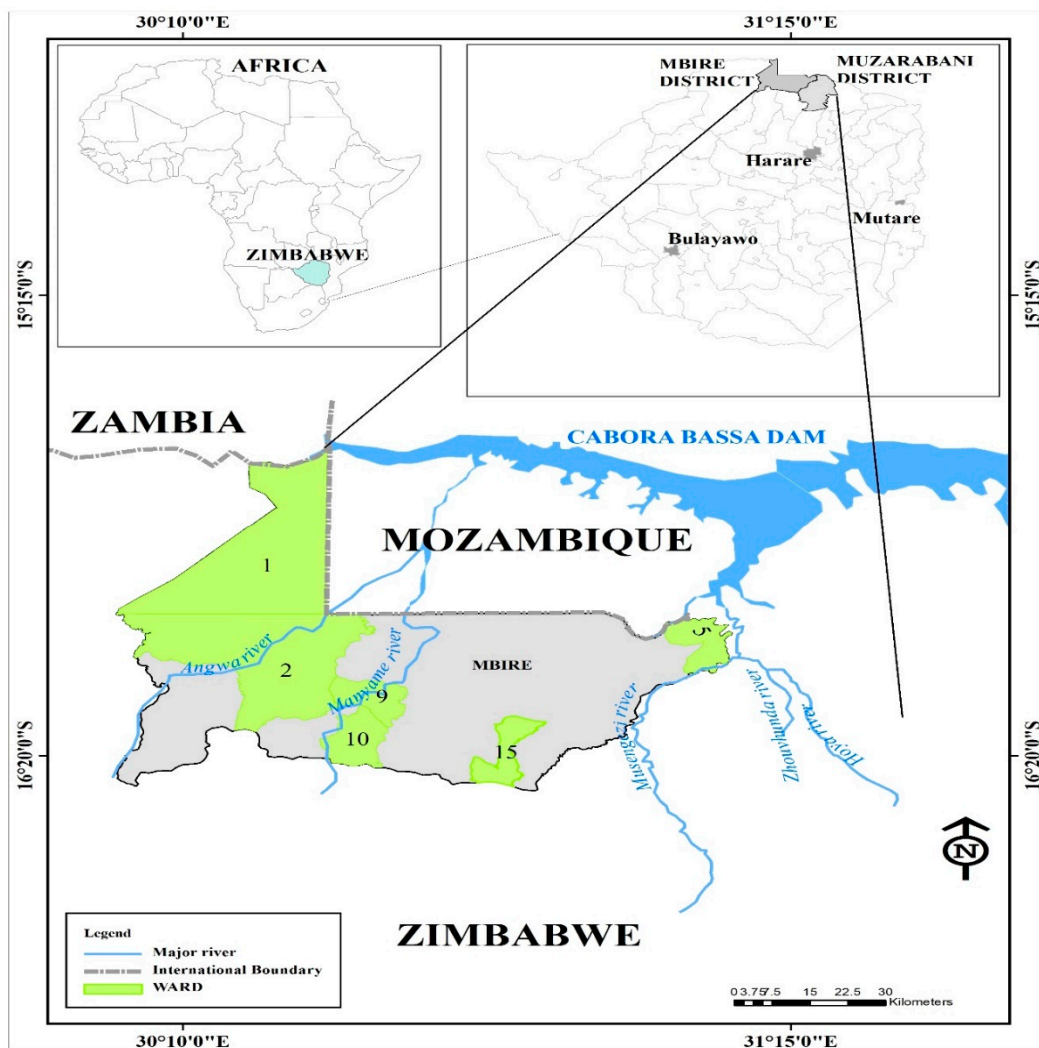 30°10'0"E
31°15'0"E
AFRICA
ZIMBABWE
MBIRE
DISTRICT
MUZARABANI
DISTRICT
Harare
Mutare
Bulayawo
15°15'0"S
15°15'0"S
ZAMBIA
CABORA BASSA DAM
MOZAMBIQUE
1
5
Angwa river
2
Manyame river
MBIRE
9
10
15
Musengezi river
Zhouvhunda river
Hoya river
16°20'0"S
16°20'0"S
N
ZIMBABWE
Legend
Major river
International Boundary
WARD
0 3.75 7.5 15 22.5 30
Kilometers
30°10'0"E
31°15'0"E